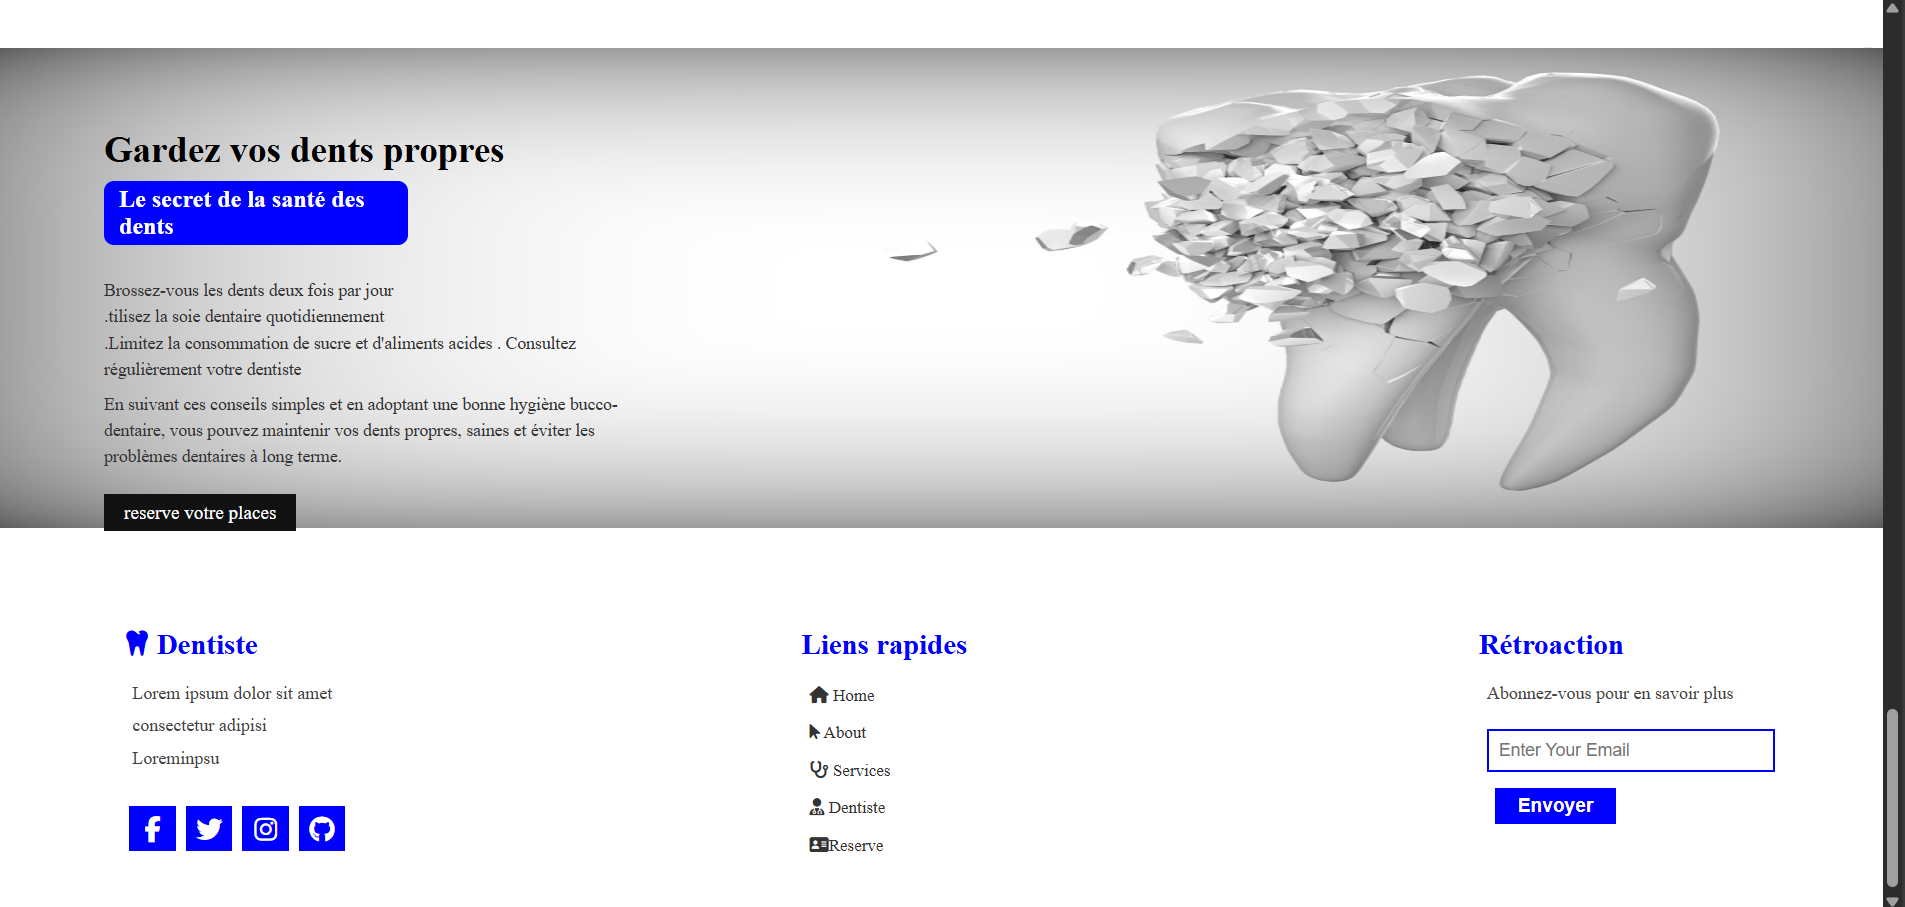 Gardez vos dents propres
Le secret de la santé des
dents
Brossez-vous les dents deux fois par jour
.tilisez la soie dentaire quotidiennement
.Limitez la consommation de sucre et d'aliments acides . Consultez
régulièrement votre dentiste
En suivant ces conseils simples et en adoptant une bonne hygiène bucco-
dentaire, vous pouvez maintenir vos dents propres, saines et éviter les
problèmes dentaires à long terme.
reserve votre places
Dentiste
Lorem ipsum dolor sit amet
consectetur adipisi
Loreminpsu
Liens rapides
Home
About
Services
Dentiste
Reserve
Rétroaction
Abonnez-vous pour en savoir plus
Enter Your Email
Envoyer